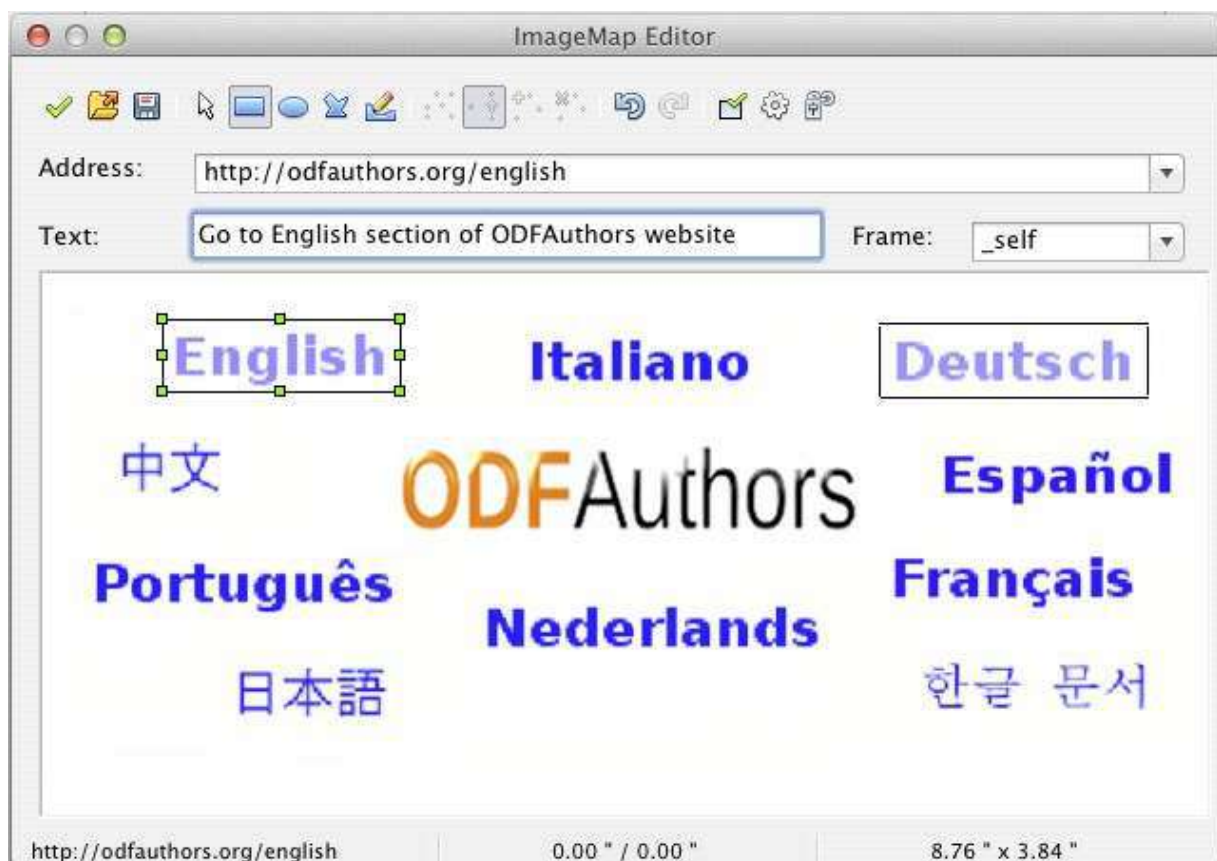 ImageMap Editor
Address: http://odfauthors.org/english
Text: Go to English section of ODFAuthors website Frame: _self
English Italiano Deutsch
中文 ODFAuthors Español
Português Français
Nederlands
日本語 한글 문서
http://odfauthors.org/english 0.00 " / 0.00 " 8.76 " x 3.84 "